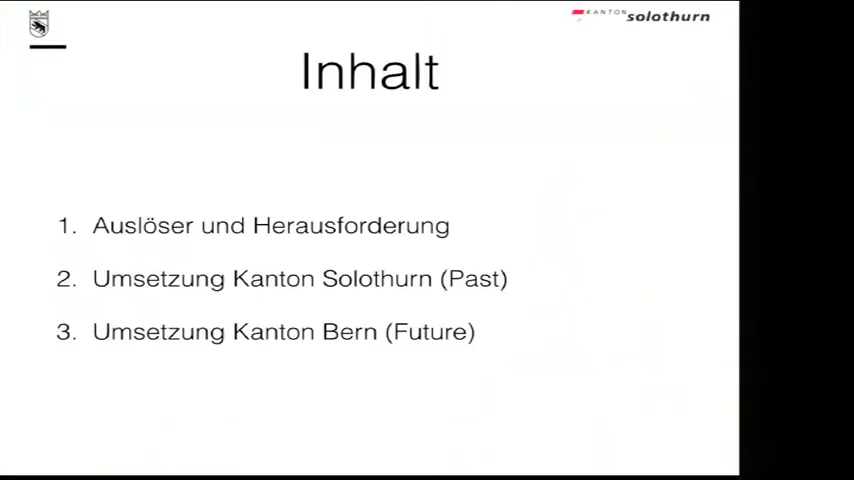 KANTON solothurn
Inhalt
1. Auslöser und Herausforderung
2. Umsetzung Kanton Solothurn (Past)
3. Umsetzung Kanton Bern (Future)